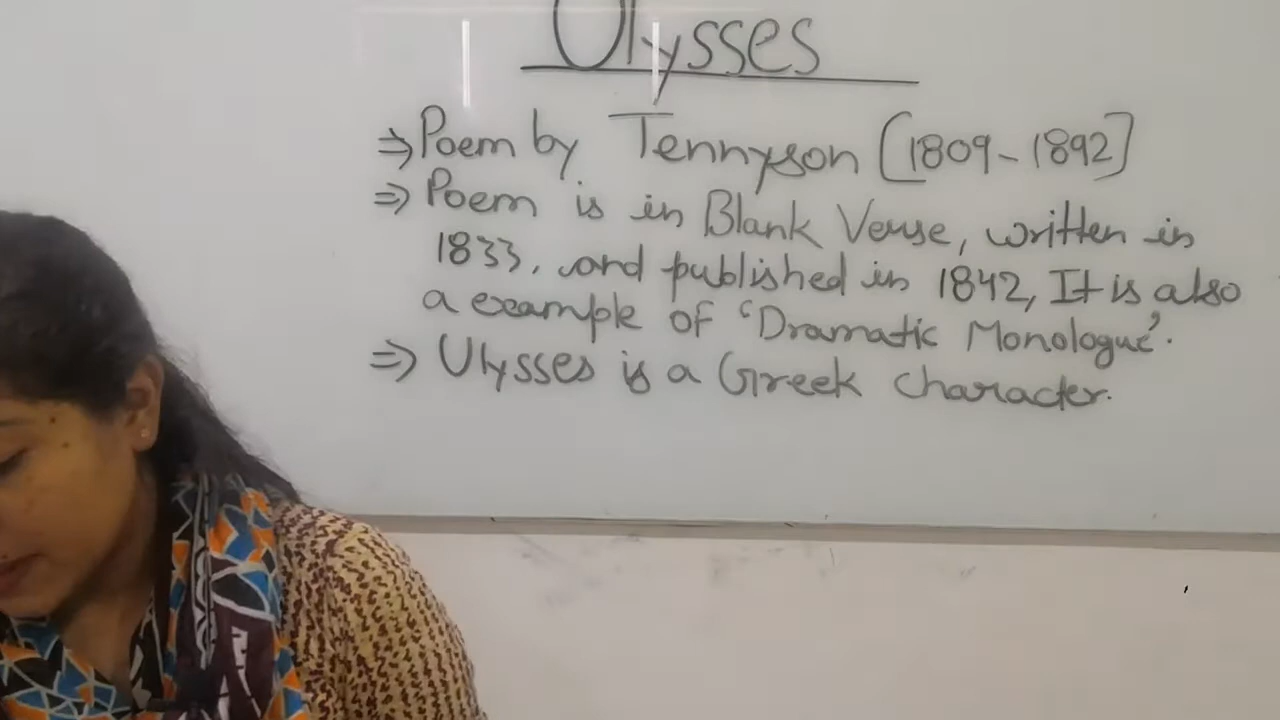 Ulysses
⇒ Poem by Tennyson [1809-1892]
⇒ Poem is in Blank Verse, written in
1833, and published in 1842, It is also
a example of 'Dramatic Monologue'.
⇒ Ulysses is a Greek character.